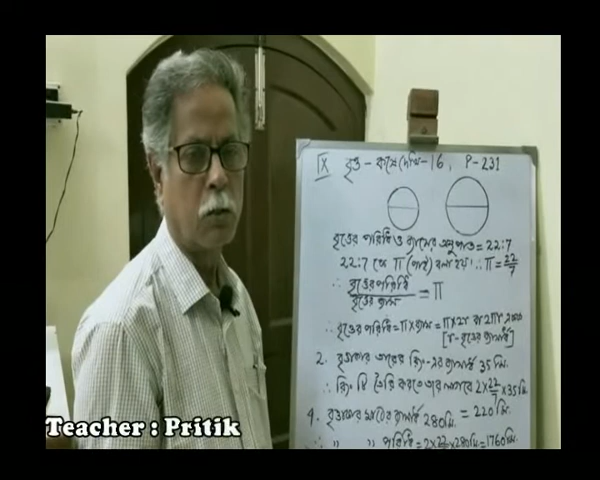 IX বৃত্ত - কষে দেখি - 16, P-231
বৃত্তের পরিধি ও ব্যাসের অনুপাত = 22:7
22:7 কে π (পাই) বলা হয়। ∴ π = 22/7
∴ বৃত্তের পরিধি/বৃত্তের ব্যাস = π
∴ বৃত্তের পরিধি = π × ব্যাস = π × 2r বা 2πr একক
[r - বৃত্তের ব্যাসার্ধ]
2. বৃত্তাকার তারের রিং-এর ব্যাসার্ধ 35 মি.
∴ রিং টি তৈরি করতে তার লাগবে 2 × 22/7 × 35 মি.
= 220 মি.
4. বৃত্তাকার মাঠের ব্যাসার্ধ 280 মি.
∴ " " পরিধি = 2 × 22/7 × 280 মি. = 1760 মি.
Teacher : Pritik